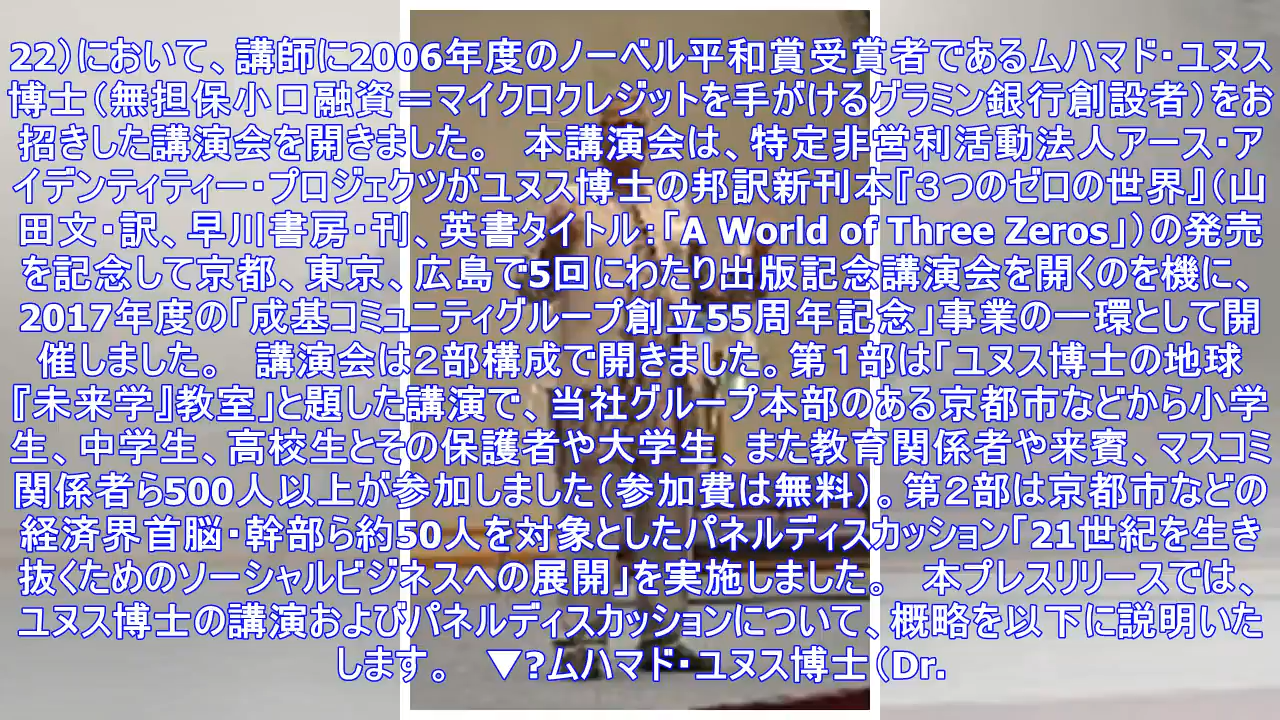 22）において、講師に2006年度のノーベル平和賞受賞者であるムハマド・ユヌス
博士（無担保小口融資＝マイクロクレジットを手がけるグラミン銀行創設者）をお
招きした講演会を開きました。　本講演会は、特定非営利活動法人アース・ア
イデンティティー・プロジェクツがユヌス博士の邦訳新刊本『３つのゼロの世界』（山
田文・訳、早川書房・刊、英書タイトル：「A World of Three Zeros」）の発売
を記念して京都、東京、広島で5回にわたり出版記念講演会を開くのを機に、
2017年度の「成基コミュニティグループ創立55周年記念」事業の一環として開
催しました。　講演会は２部構成で開きました。第１部は「ユヌス博士の地球
『未来学』教室」と題した講演で、当社グループ本部のある京都市などから小学
生、中学生、高校生とその保護者や大学生、また教育関係者や来賓、マスコミ
関係者ら500人以上が参加しました（参加費は無料）。第２部は京都市などの
経済界首脳・幹部ら約50人を対象としたパネルディスカッション「21世紀を生き
抜くためのソーシャルビジネスへの展開」を実施しました。　本プレスリリースでは、
ユヌス博士の講演およびパネルディスカッションについて、概略を以下に説明いた
します。　▼?ムハマド・ユヌス博士（Dr.